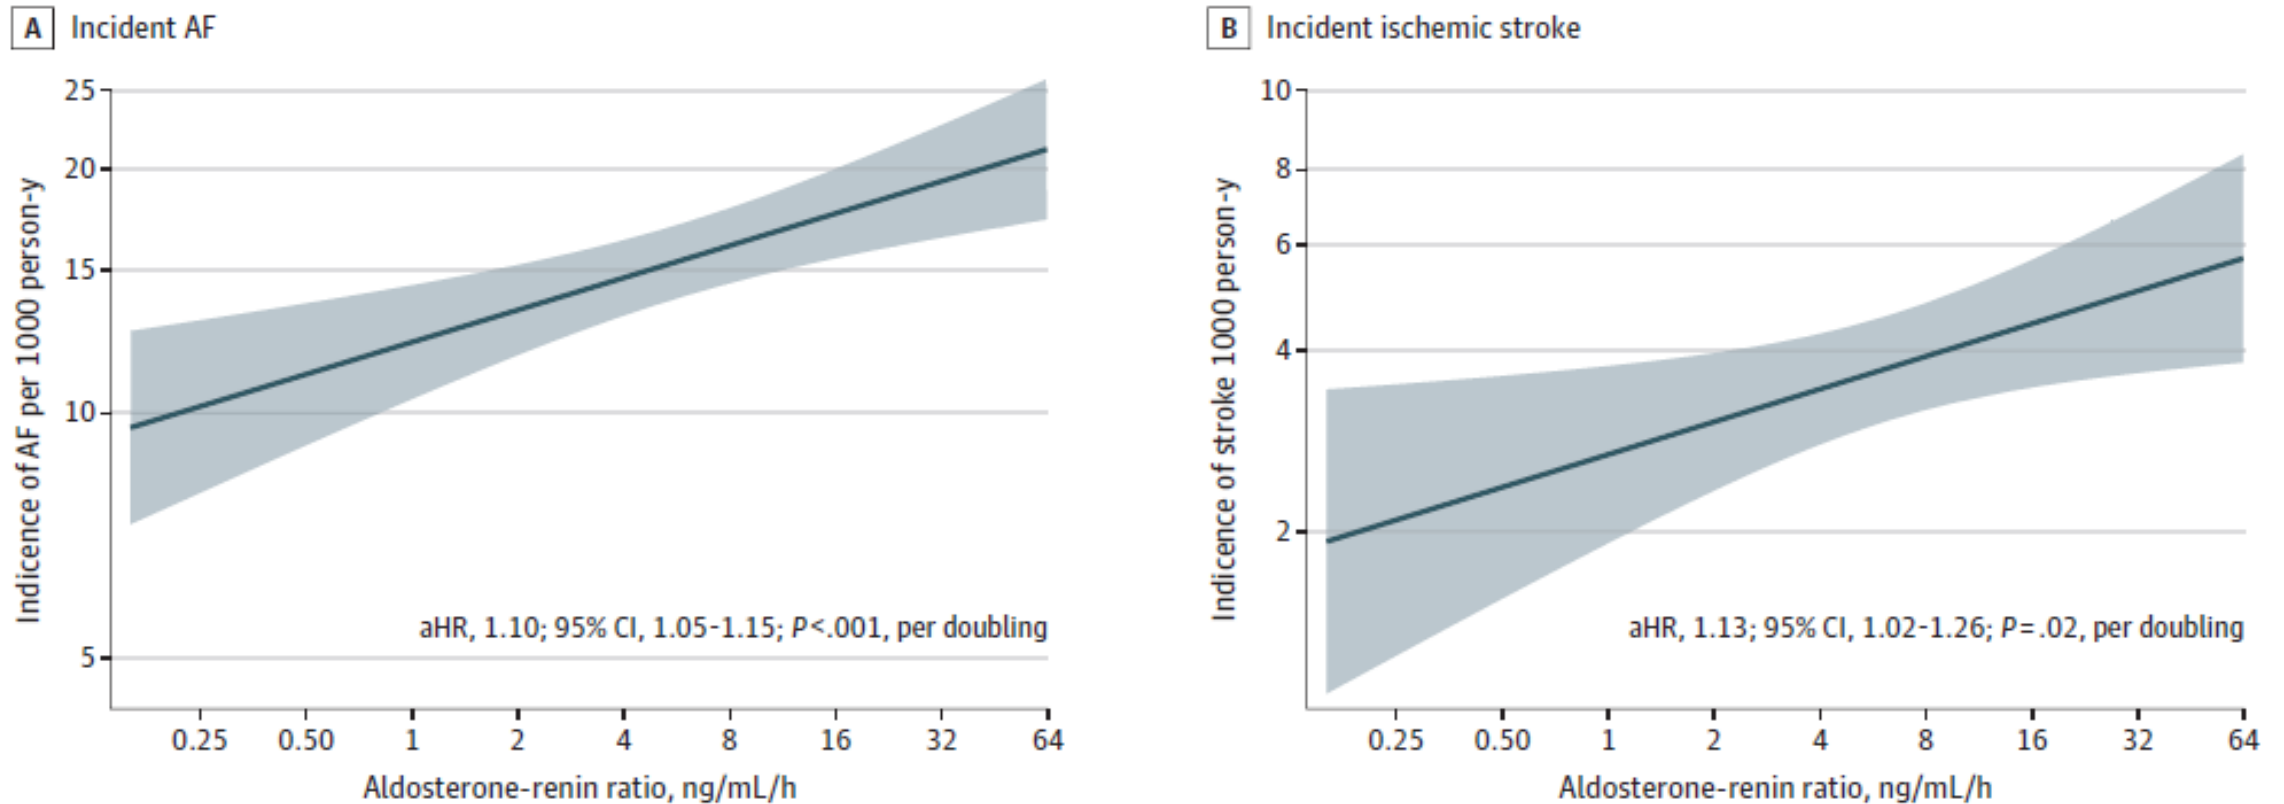 A Incident AF
Indicence of AF per 1000 person-y
25
20
15
10
5
aHR, 1.10; 95% CI, 1.05-1.15; P<.001, per doubling
0.25 0.50 1 2 4 8 16 32 64
Aldosterone-renin ratio, ng/mL/h
B Incident ischemic stroke
Indicence of stroke 1000 person-y
10
8
6
4
2
aHR, 1.13; 95% CI, 1.02-1.26; P=.02, per doubling
0.25 0.50 1 2 4 8 16 32 64
Aldosterone-renin ratio, ng/mL/h